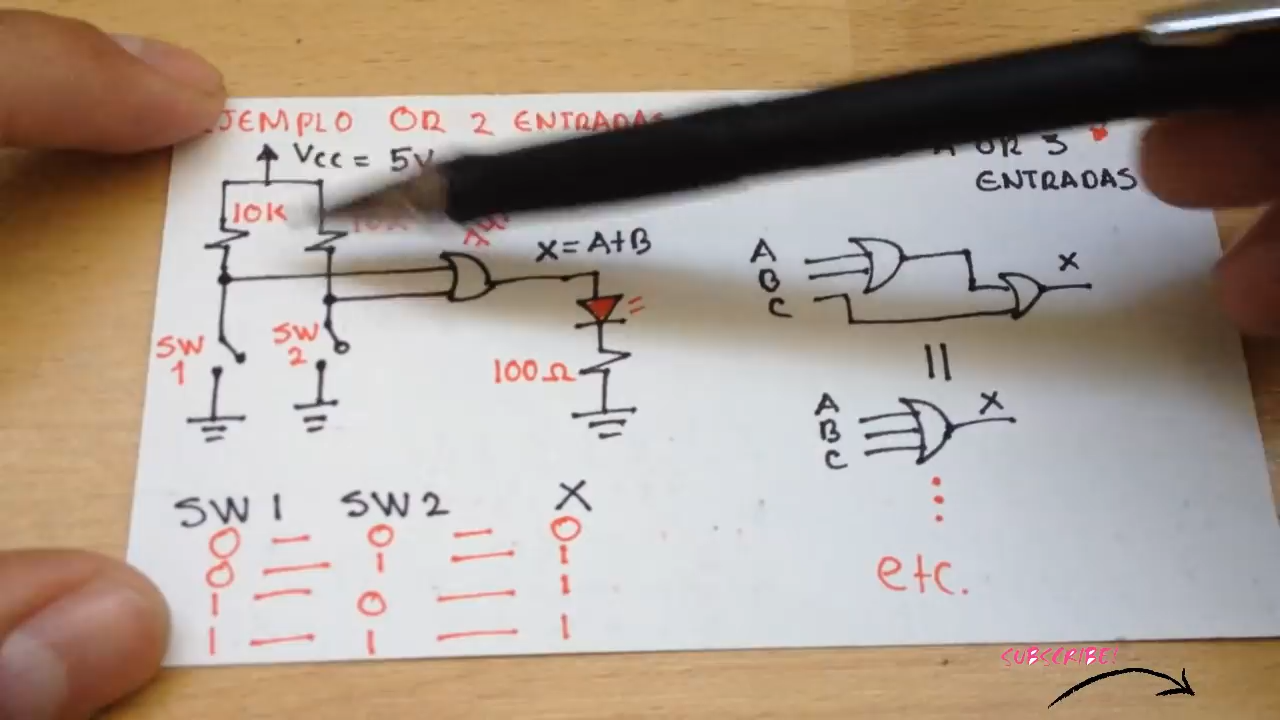 EJEMPLO OR 2 ENTRADAS
Vcc = 5V
10K
10K
X = A+B
SW
1
SW
2
100Ω
SW 1 SW 2 X
0 — 0 — 0
0 — 1 — 1
1 — 0 — 1
1 — 1 — 1
OR 3
ENTRADAS
A
B
C
X
=
A
B
C
X
etc.
SUBSCRIBE!